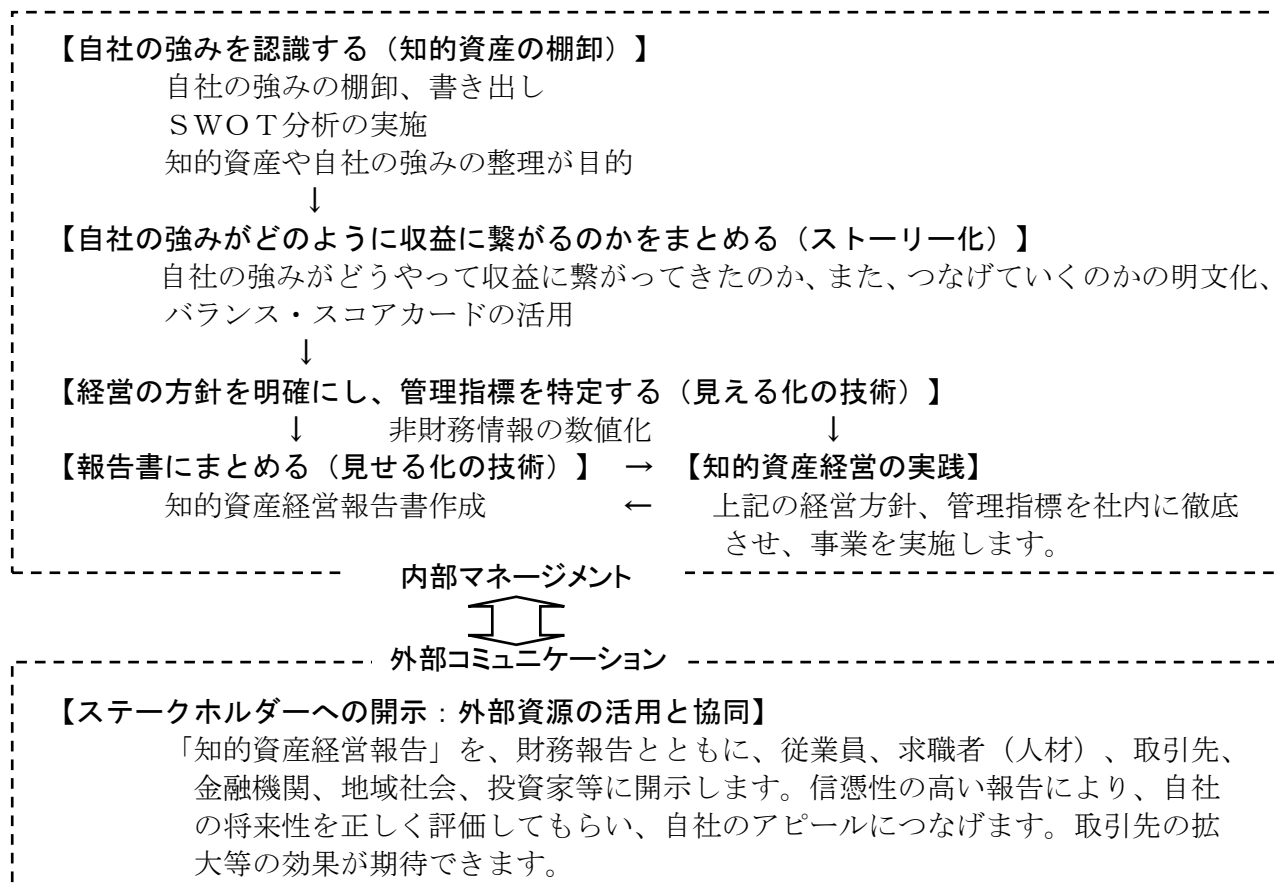 【自社の強みを認識する（知的資産の棚卸）】
自社の強みの棚卸、書き出し
ＳＷＯＴ分析の実施
知的資産や自社の強みの整理が目的
↓
【自社の強みがどのように収益に繋がるのかをまとめる（ストーリー化）】
自社の強みがどうやって収益に繋がってきたのか、また、つなげていくのかの明文化、
バランス・スコアカードの活用
↓
【経営の方針を明確にし、管理指標を特定する（見える化の技術）】
↓ 非財務情報の数値化 ↓
【報告書にまとめる（見せる化の技術）】 → 【知的資産経営の実践】
知的資産経営報告書作成 ← 上記の経営方針、管理指標を社内に徹底
させ、事業を実施します。
内部マネージメント
外部コミュニケーション
【ステークホルダーへの開示：外部資源の活用と協同】
「知的資産経営報告」を、財務報告とともに、従業員、求職者（人材）、取引先、
金融機関、地域社会、投資家等に開示します。信憑性の高い報告により、自社
の将来性を正しく評価してもらい、自社のアピールにつなげます。取引先の拡
大等の効果が期待できます。